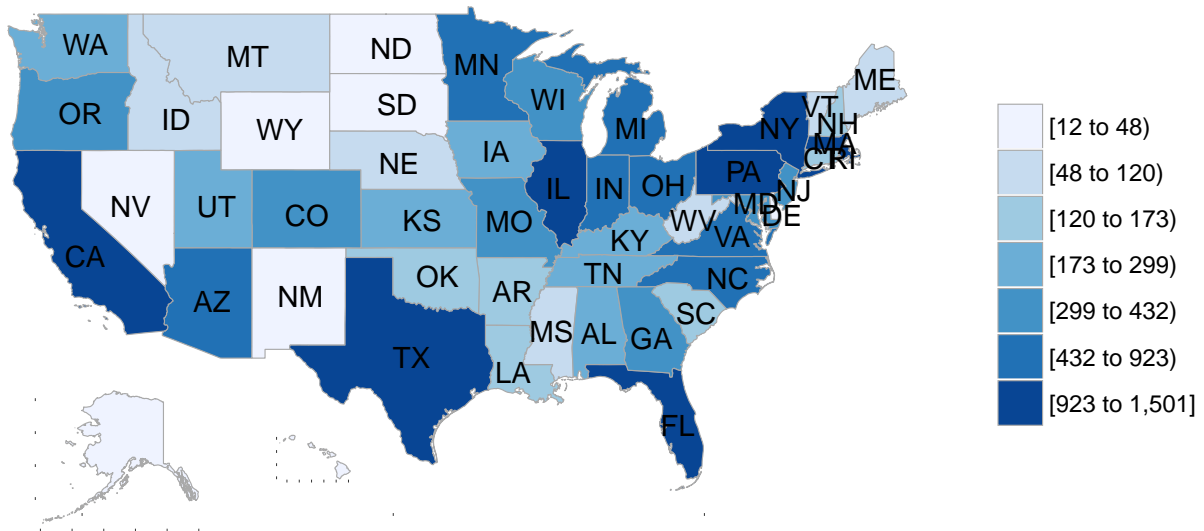 WA
MT
ND
MN
ME
OR
ID
SD
WI
VT
NH
WY
MI
NY
MA
NE
IA
CT
RI
PA
NV
UT
CO
IL
IN
OH
NJ
MD
DE
KS
MO
WV
VA
CA
KY
OK
TN
NC
AZ
NM
AR
SC
MS
AL
GA
TX
LA
FL
[12 to 48)
[48 to 120)
[120 to 173)
[173 to 299)
[299 to 432)
[432 to 923)
[923 to 1,501]